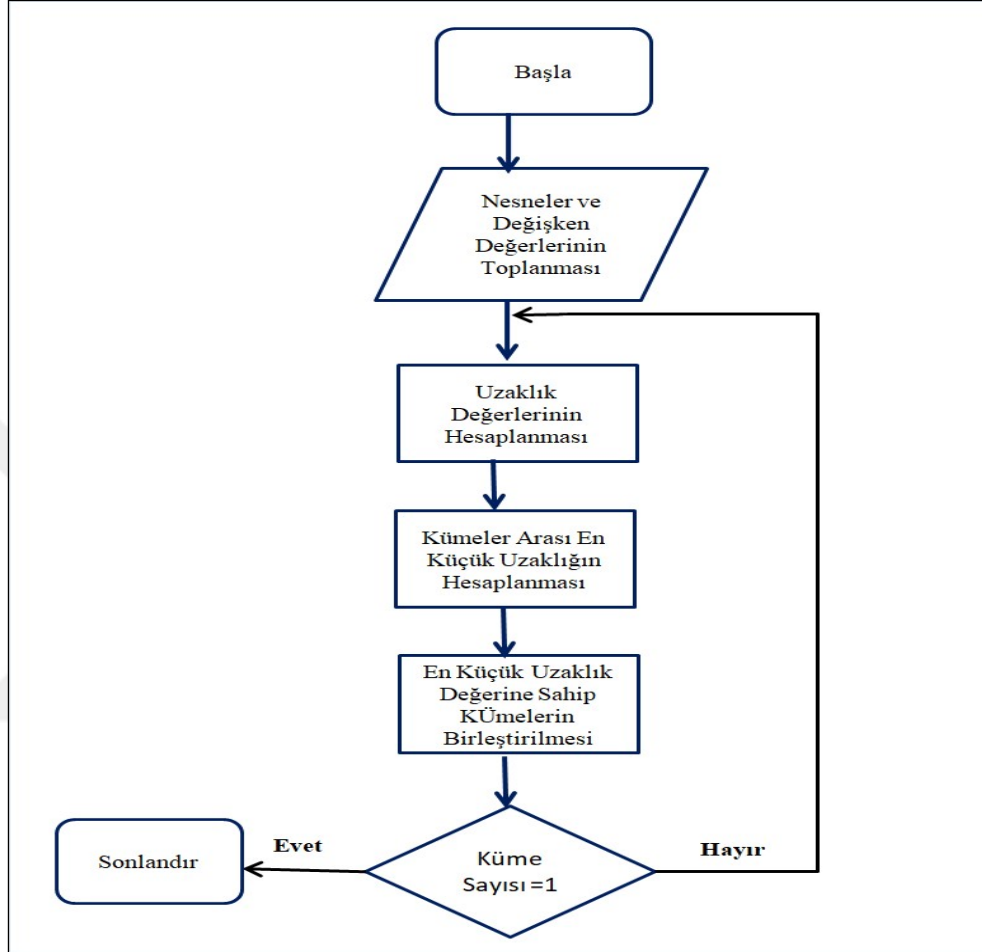 Başla
Nesneler ve
Değişken
Değerlerinin
Toplanması
Uzaklık
Değerlerinin
Hesaplanması
Kümeler Arası En
Küçük Uzaklığın
Hesaplanması
En Küçük Uzaklık
Değerine Sahip
KÜmelerin
Birleştirilmesi
Küme
Sayısı =1
Evet
Hayır
Sonlandır